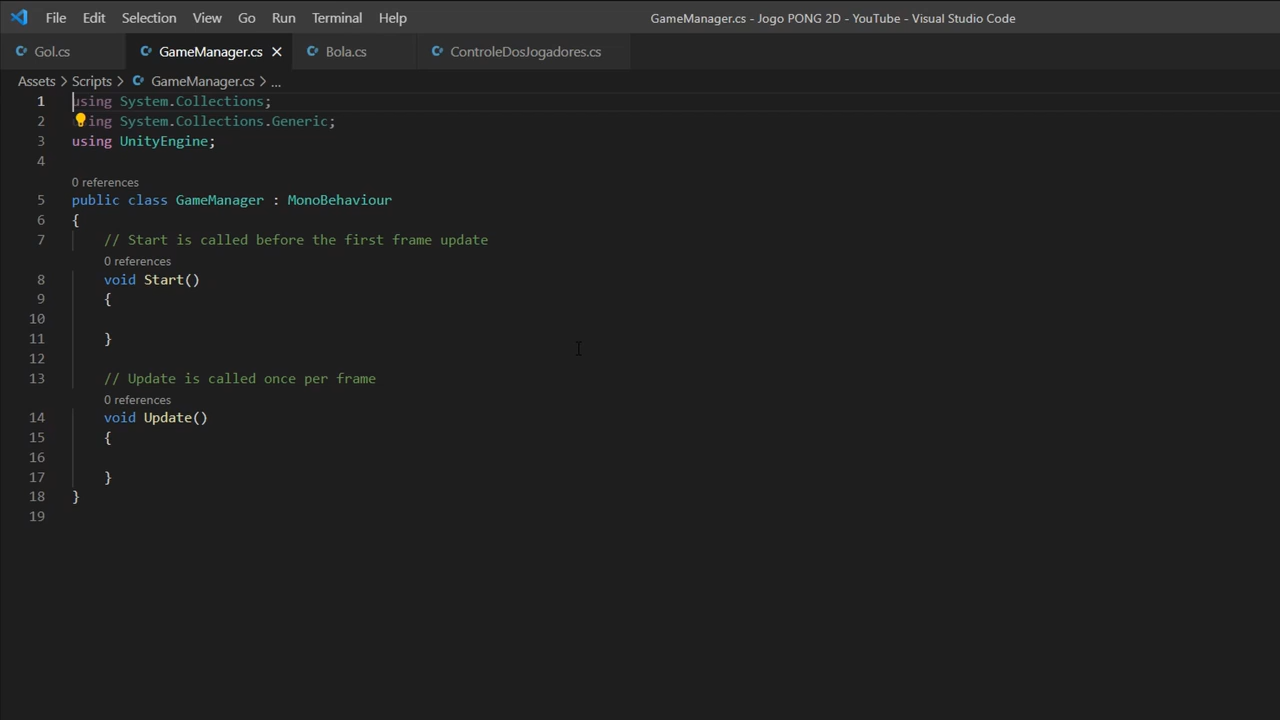 File Edit Selection View Go Run Terminal Help GameManager.cs - Jogo PONG 2D - YouTube - Visual Studio Code
Gol.cs GameManager.cs Bola.cs ControleDosJogadores.cs
Assets > Scripts > GameManager.cs > ...
1 using System.Collections;
2 using System.Collections.Generic;
3 using UnityEngine;
4
0 references
5 public class GameManager : MonoBehaviour
6 {
7 // Start is called before the first frame update
0 references
8 void Start()
9 {
10
11 }
12
13 // Update is called once per frame
0 references
14 void Update()
15 {
16
17 }
18 }
19